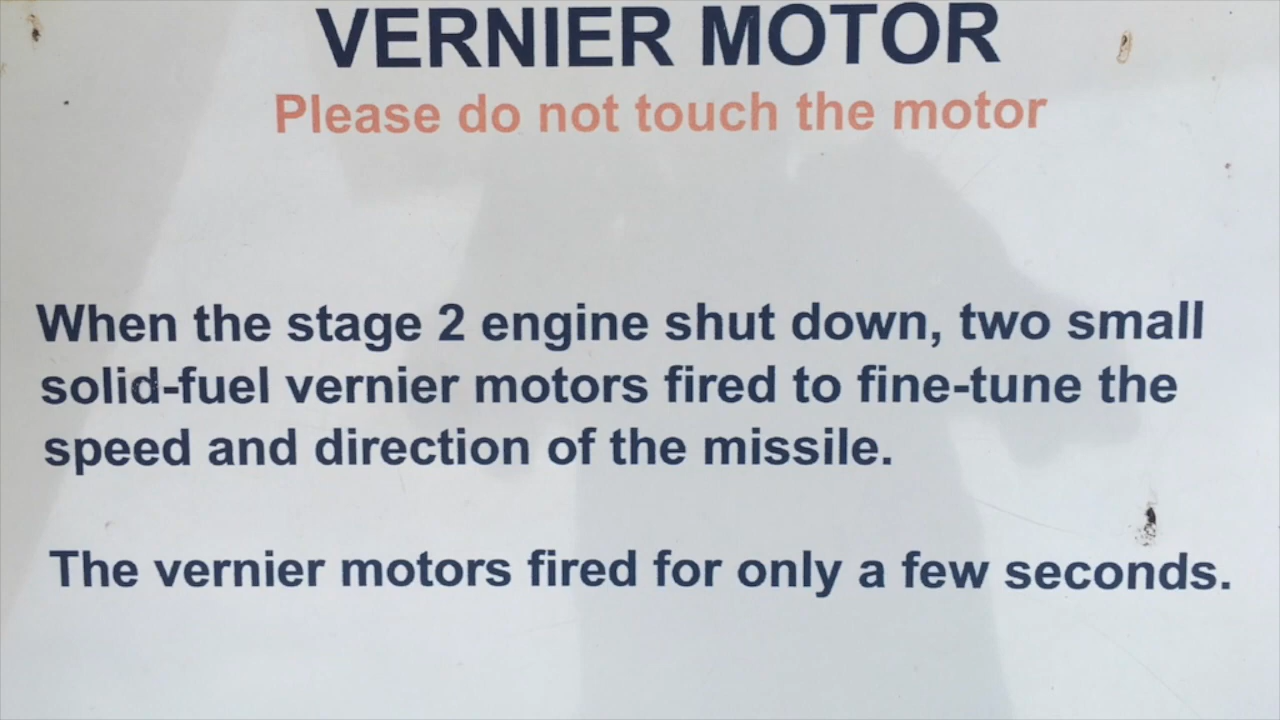 VERNIER MOTOR
Please do not touch the motor
When the stage 2 engine shut down, two small
solid-fuel vernier motors fired to fine-tune the
speed and direction of the missile.
The vernier motors fired for only a few seconds.